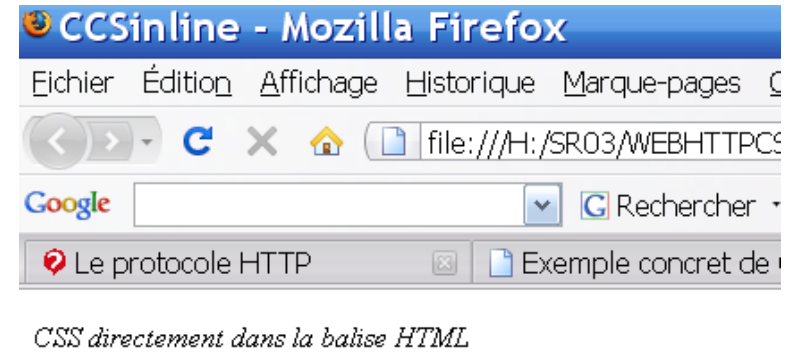 CCSinline - Mozilla Firefox
Fichier Édition Affichage Historique Marque-pages
file:///H:/SR03/WEBHTTPCS
Google G Rechercher
Le protocole HTTP Exemple concret de
CSS directement dans la balise HTML